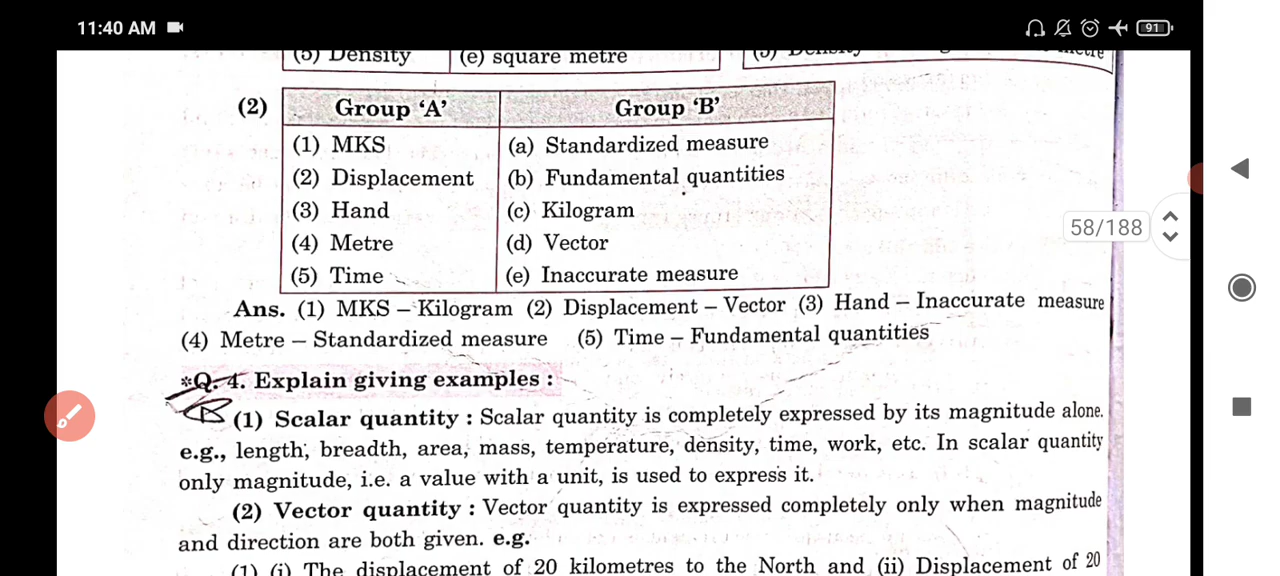 11:40 AM
91
(5) Density (e) square metre (5) Density metre
(2) Group ‘A’ Group ‘B’
(1) MKS (a) Standardized measure
(2) Displacement (b) Fundamental quantities
(3) Hand (c) Kilogram
(4) Metre (d) Vector
(5) Time (e) Inaccurate measure
58/188
Ans. (1) MKS – Kilogram (2) Displacement – Vector (3) Hand – Inaccurate measure
(4) Metre – Standardized measure (5) Time – Fundamental quantities
*Q. 4. Explain giving examples :
(1) Scalar quantity : Scalar quantity is completely expressed by its magnitude alone.
e.g., length, breadth, area, mass, temperature, density, time, work, etc. In scalar quantity
only magnitude, i.e. a value with a unit, is used to express it.
(2) Vector quantity : Vector quantity is expressed completely only when magnitude
and direction are both given. e.g.
(1) (i) The displacement of 20 kilometres to the North and (ii) Displacement of 20